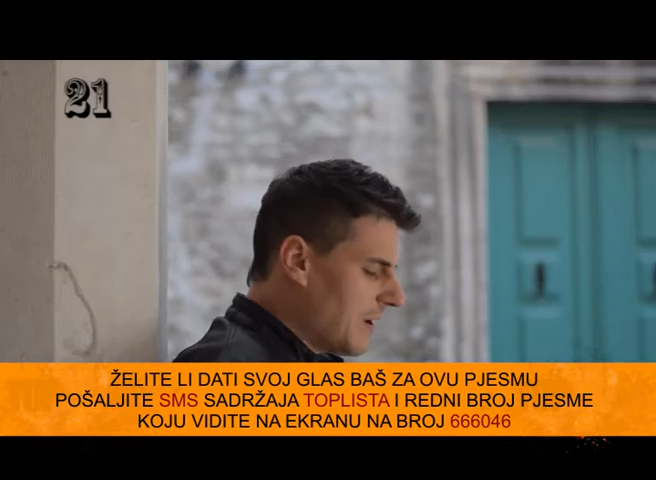 21
ŽELITE LI DATI SVOJ GLAS BAŠ ZA OVU PJESMU
POŠALJITE SMS SADRŽAJA TOPLISTA I REDNI BROJ PJESME
KOJU VIDITE NA EKRANU NA BROJ 666046